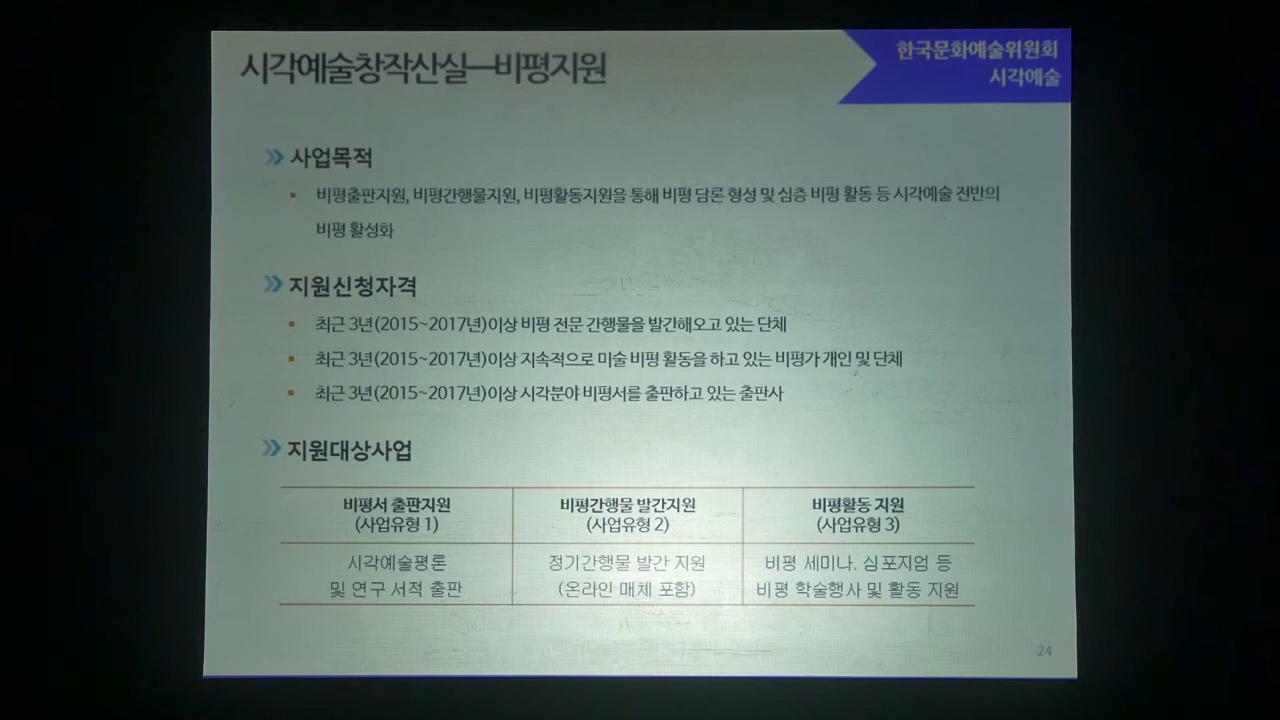 시각예술창작산실—비평지원
한국문화예술위원회
시각예술
사업목적
비평출판지원, 비평간행물지원, 비평활동지원을 통해 비평 담론 형성 및 심층 비평 활동 등 시각예술 전반의
비평 활성화
지원신청자격
최근 3년(2015~2017년)이상 비평 전문 간행물을 발간해오고 있는 단체
최근 3년(2015~2017년)이상 지속적으로 미술 비평 활동을 하고 있는 비평가 개인 및 단체
최근 3년(2015~2017년)이상 시각분야 비평서를 출판하고 있는 출판사
지원대상사업
비평서 출판지원
(사업유형 1)
비평간행물 발간지원
(사업유형 2)
비평활동 지원
(사업유형 3)
시각예술평론
및 연구 서적 출판
정기간행물 발간 지원
(온라인 매체 포함)
비평 세미나. 심포지엄 등
비평 학술행사 및 활동 지원
24